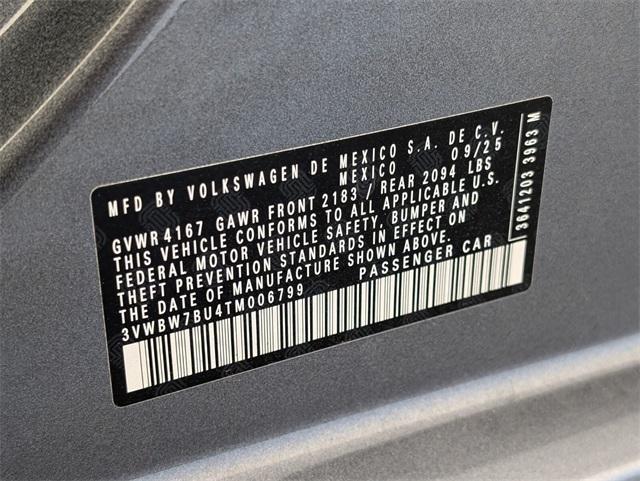 MFD BY VOLKSWAGEN DE MEXICO S.A. DE C.V.
MEXICO 09/25
GVWR 4167 GAWR FRONT 2183 / REAR 2094 LBS
THIS VEHICLE CONFORMS TO ALL APPLICABLE U.S.
FEDERAL MOTOR VEHICLE SAFETY, BUMPER AND
THEFT PREVENTION STANDARDS IN EFFECT ON
THE DATE OF MANUFACTURE SHOWN ABOVE.
3VWBW7BU4TM006799 PASSENGER CAR
3641203 3963 M